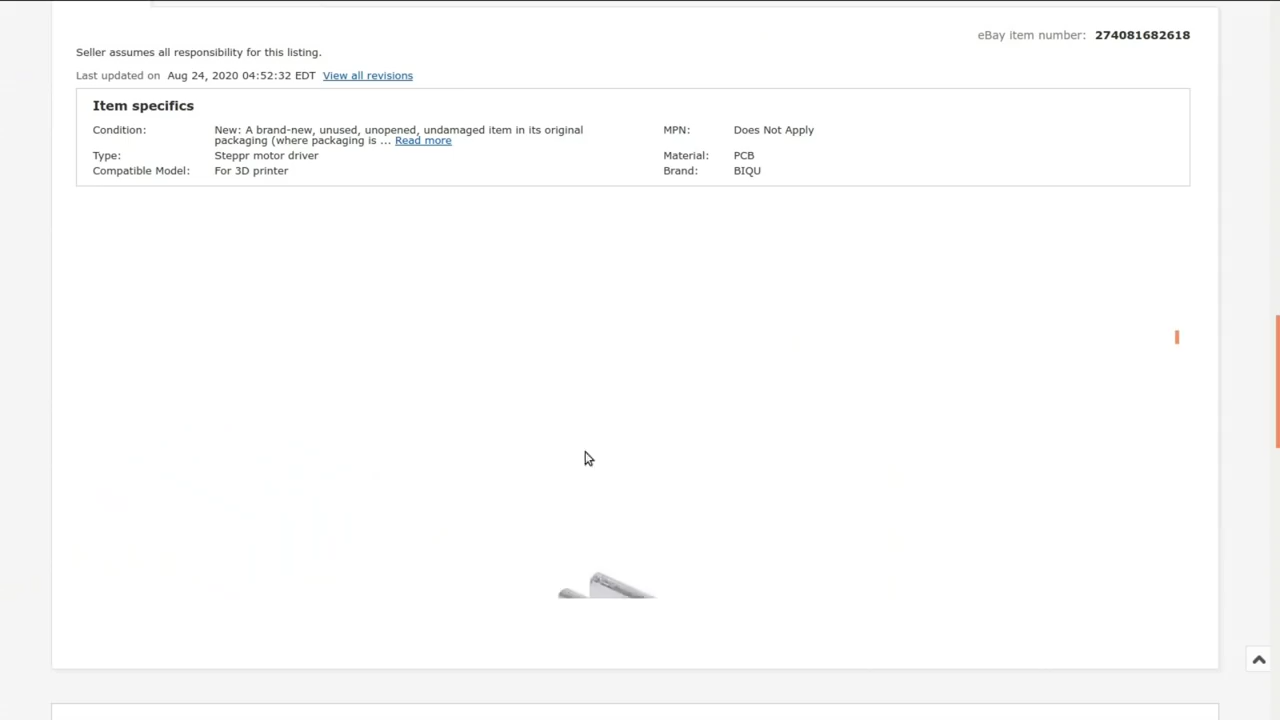 eBay item number: 274081682618
Seller assumes all responsibility for this listing.
Last updated on Aug 24, 2020 04:52:32 EDT View all revisions
Item specifics
Condition: New: A brand-new, unused, unopened, undamaged item in its original packaging (where packaging is ... Read more
MPN: Does Not Apply
Type: Steppr motor driver
Material: PCB
Compatible Model: For 3D printer
Brand: BIQU